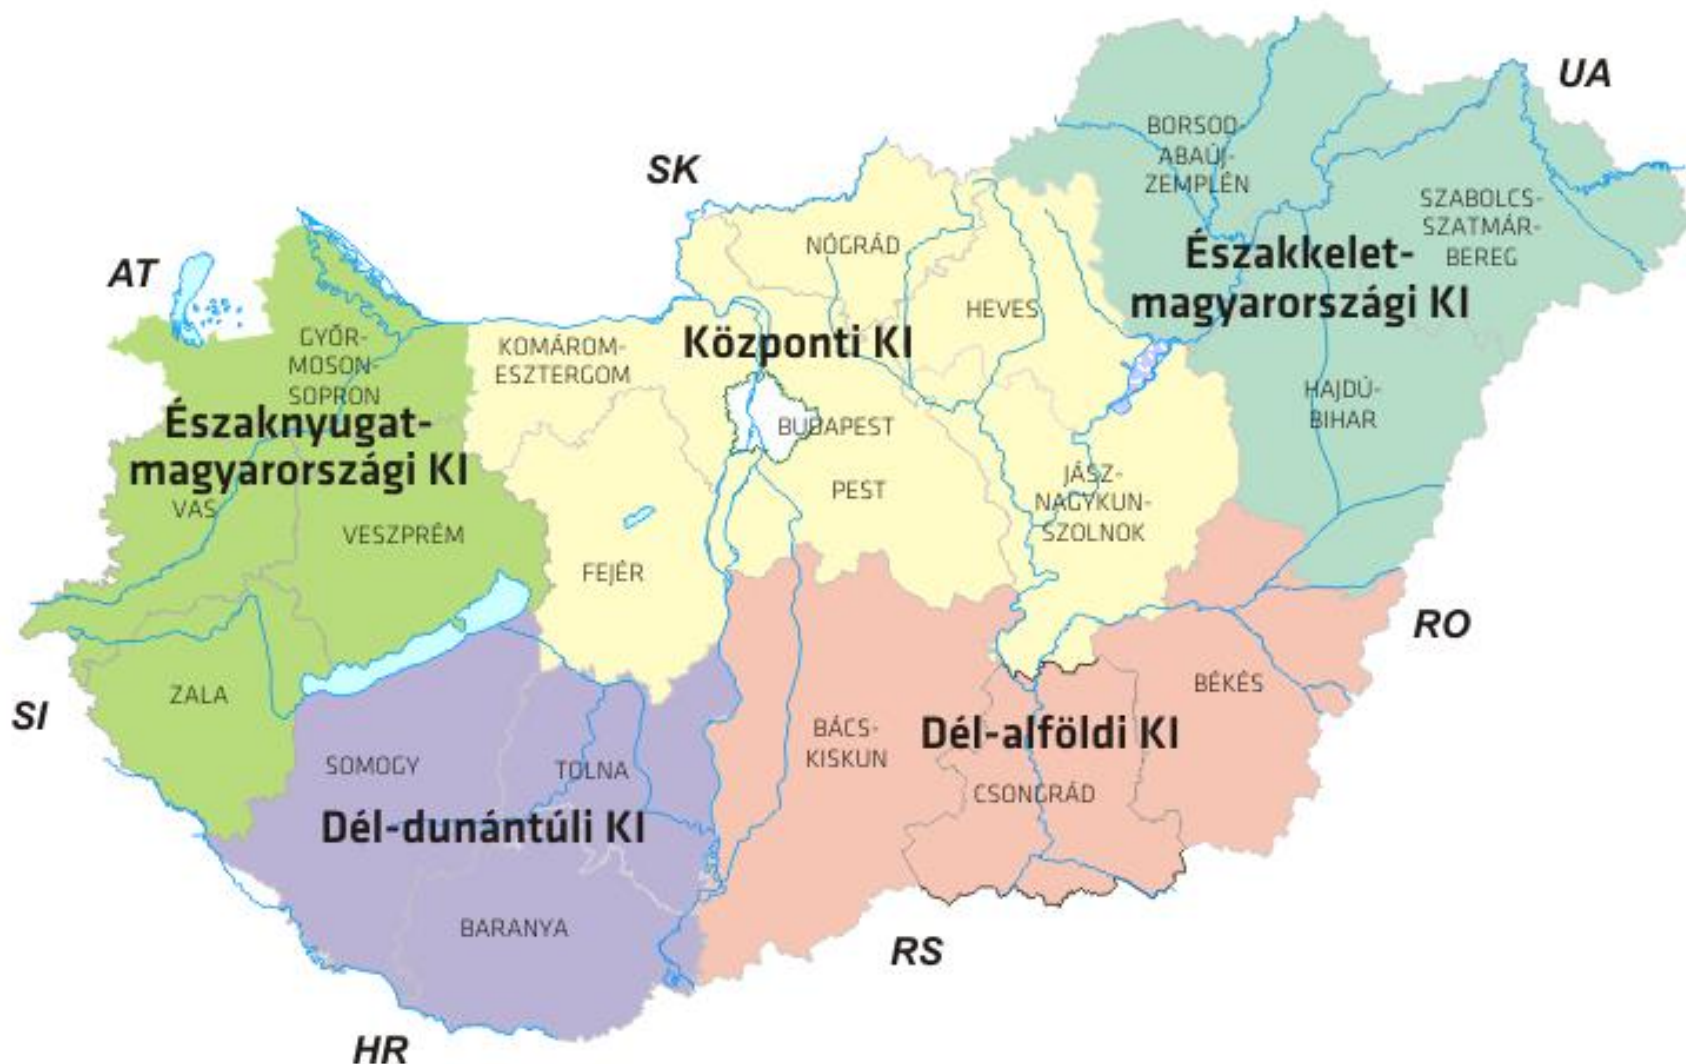 UA
BORSOD-
ABAÚJ-
ZEMPLÉN
SK
SZABOLCS-
SZATMÁR-
BEREG
NÓGRÁD
Északkelet-
magyarországi KI
AT
HEVES
GYŐR-
MOSON-
SOPRON
KOMÁROM-
ESZTERGOM
Központi KI
HAJDÚ-
BIHAR
Északnyugat-
magyarországi KI
BUDAPEST
JÁSZ-
NAGYKUN-
SZOLNOK
PEST
VAS
VESZPRÉM
FEJÉR
RO
ZALA
BÉKÉS
SI
BÁCS-
KISKUN
Dél-alföldi KI
SOMOGY
TOLNA
CSONGRÁD
Dél-dunántúli KI
BARANYA
RS
HR